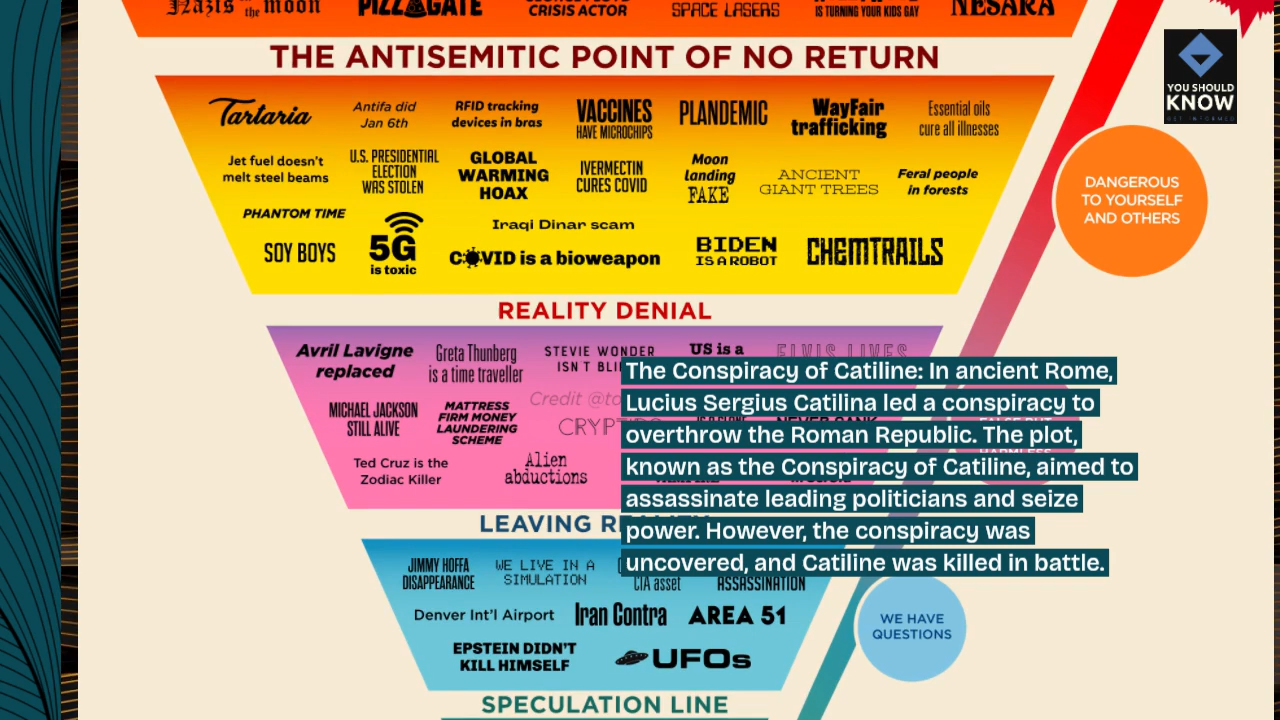 Nazis on the moon
PIZZAGATE
CRISIS ACTOR
SPACE LASERS
IS TURNING YOUR KIDS GAY
NESARA
THE ANTISEMITIC POINT OF NO RETURN
YOU SHOULD
KNOW
GET INFORMED
Tartaria
Antifa did
Jan 6th
RFID tracking
devices in bras
VACCINES
HAVE MICROCHIPS
PLANDEMIC
WayFair
trafficking
Essential oils
cure all illnesses
Jet fuel doesn't
melt steel beams
U.S. PRESIDENTIAL
ELECTION
WAS STOLEN
GLOBAL
WARMING
HOAX
IVERMECTIN
CURES COVID
Moon
landing
FAKE
ANCIENT
GIANT TREES
Feral people
in forests
DANGEROUS
TO YOURSELF
AND OTHERS
PHANTOM TIME
SOY BOYS
5G
is toxic
Iraqi Dinar scam
COVID is a bioweapon
BIDEN
IS A ROBOT
CHEMTRAILS
REALITY DENIAL
Avril Lavigne
replaced
Greta Thunberg
is a time traveller
STEVIE WONDER
ISN'T
US is a
ELVIS LIVES
MICHAEL JACKSON
STILL ALIVE
MATTRESS
FIRM MONEY
LAUNDERING
SCHEME
Credit
Ted Cruz is the
Zodiac Killer
Alien
abductions
The Conspiracy of Catiline: In ancient Rome,
Lucius Sergius Catilina led a conspiracy to
overthrow the Roman Republic. The plot,
known as the Conspiracy of Catiline, aimed to
assassinate leading politicians and seize
power. However, the conspiracy was
uncovered, and Catiline was killed in battle.
LEAVING REALITY
JIMMY HOFFA
DISAPPEARANCE
WE LIVE IN A
SIMULATION
CIA asset
ASSASSINATION
Denver Int'l Airport
Iran Contra
AREA 51
WE HAVE
QUESTIONS
EPSTEIN DIDN'T
KILL HIMSELF
UFOs
SPECULATION LINE